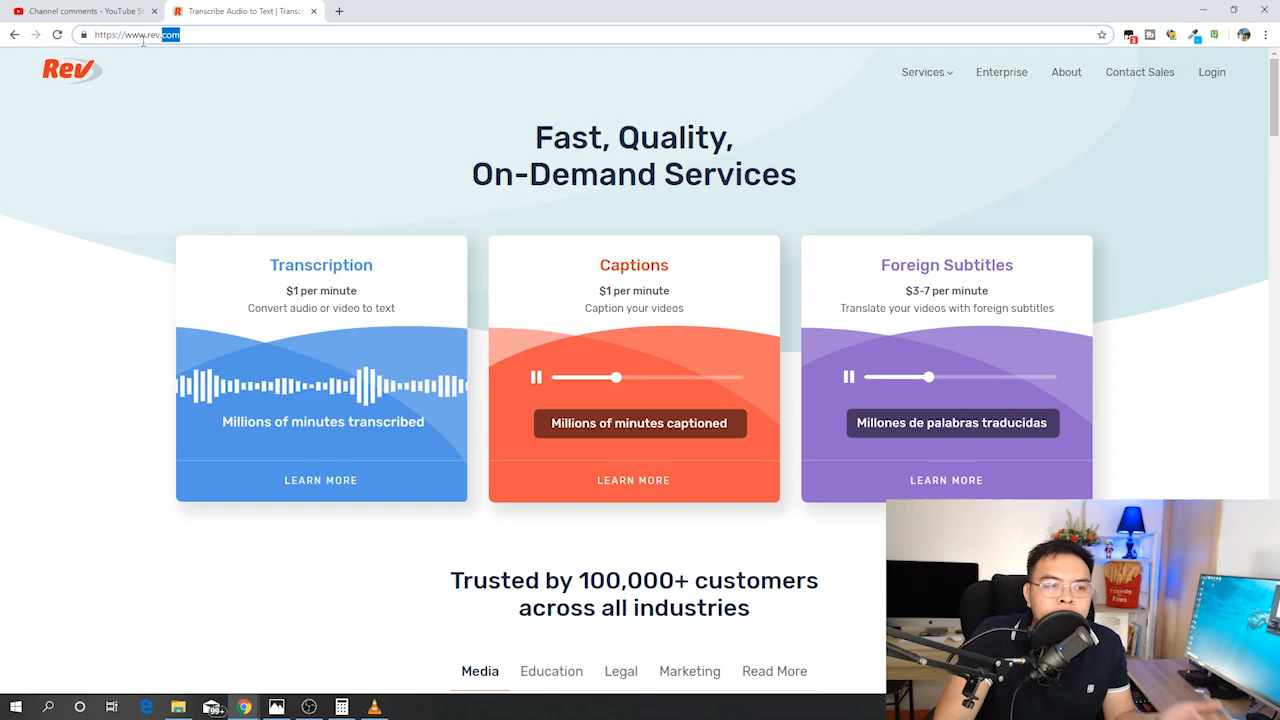 Channel comments - YouTube St
Transcribe Audio to Text | Transc
https://www.rev.com
Rev
Services
Enterprise
About
Contact Sales
Login
Fast, Quality,
On-Demand Services
Transcription
$1 per minute
Convert audio or video to text
Millions of minutes transcribed
LEARN MORE
Captions
$1 per minute
Caption your videos
Millions of minutes captioned
LEARN MORE
Foreign Subtitles
$3-7 per minute
Translate your videos with foreign subtitles
Millones de palabras traducidas
LEARN MORE
Trusted by 100,000+ customers
across all industries
Media
Education
Legal
Marketing
Read More
99+